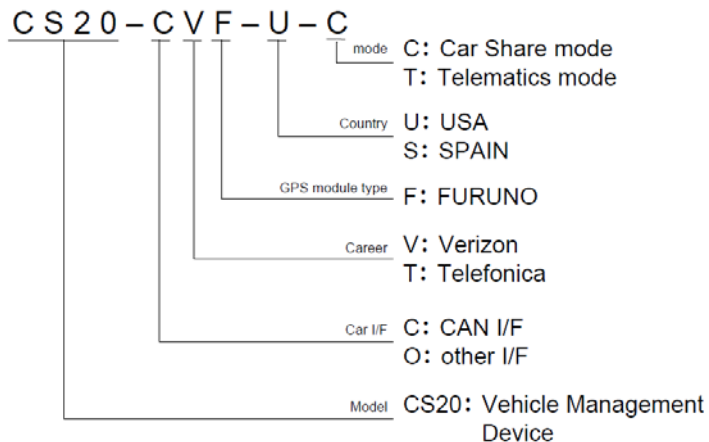 CS20-CVF-U-C
mode C: Car Share mode
T: Telematics mode
Country U: USA
S: SPAIN
GPS module type F: FURUNO
Career V: Verizon
T: Telefonica
Car I/F C: CAN I/F
O: other I/F
Model CS20: Vehicle Management
Device